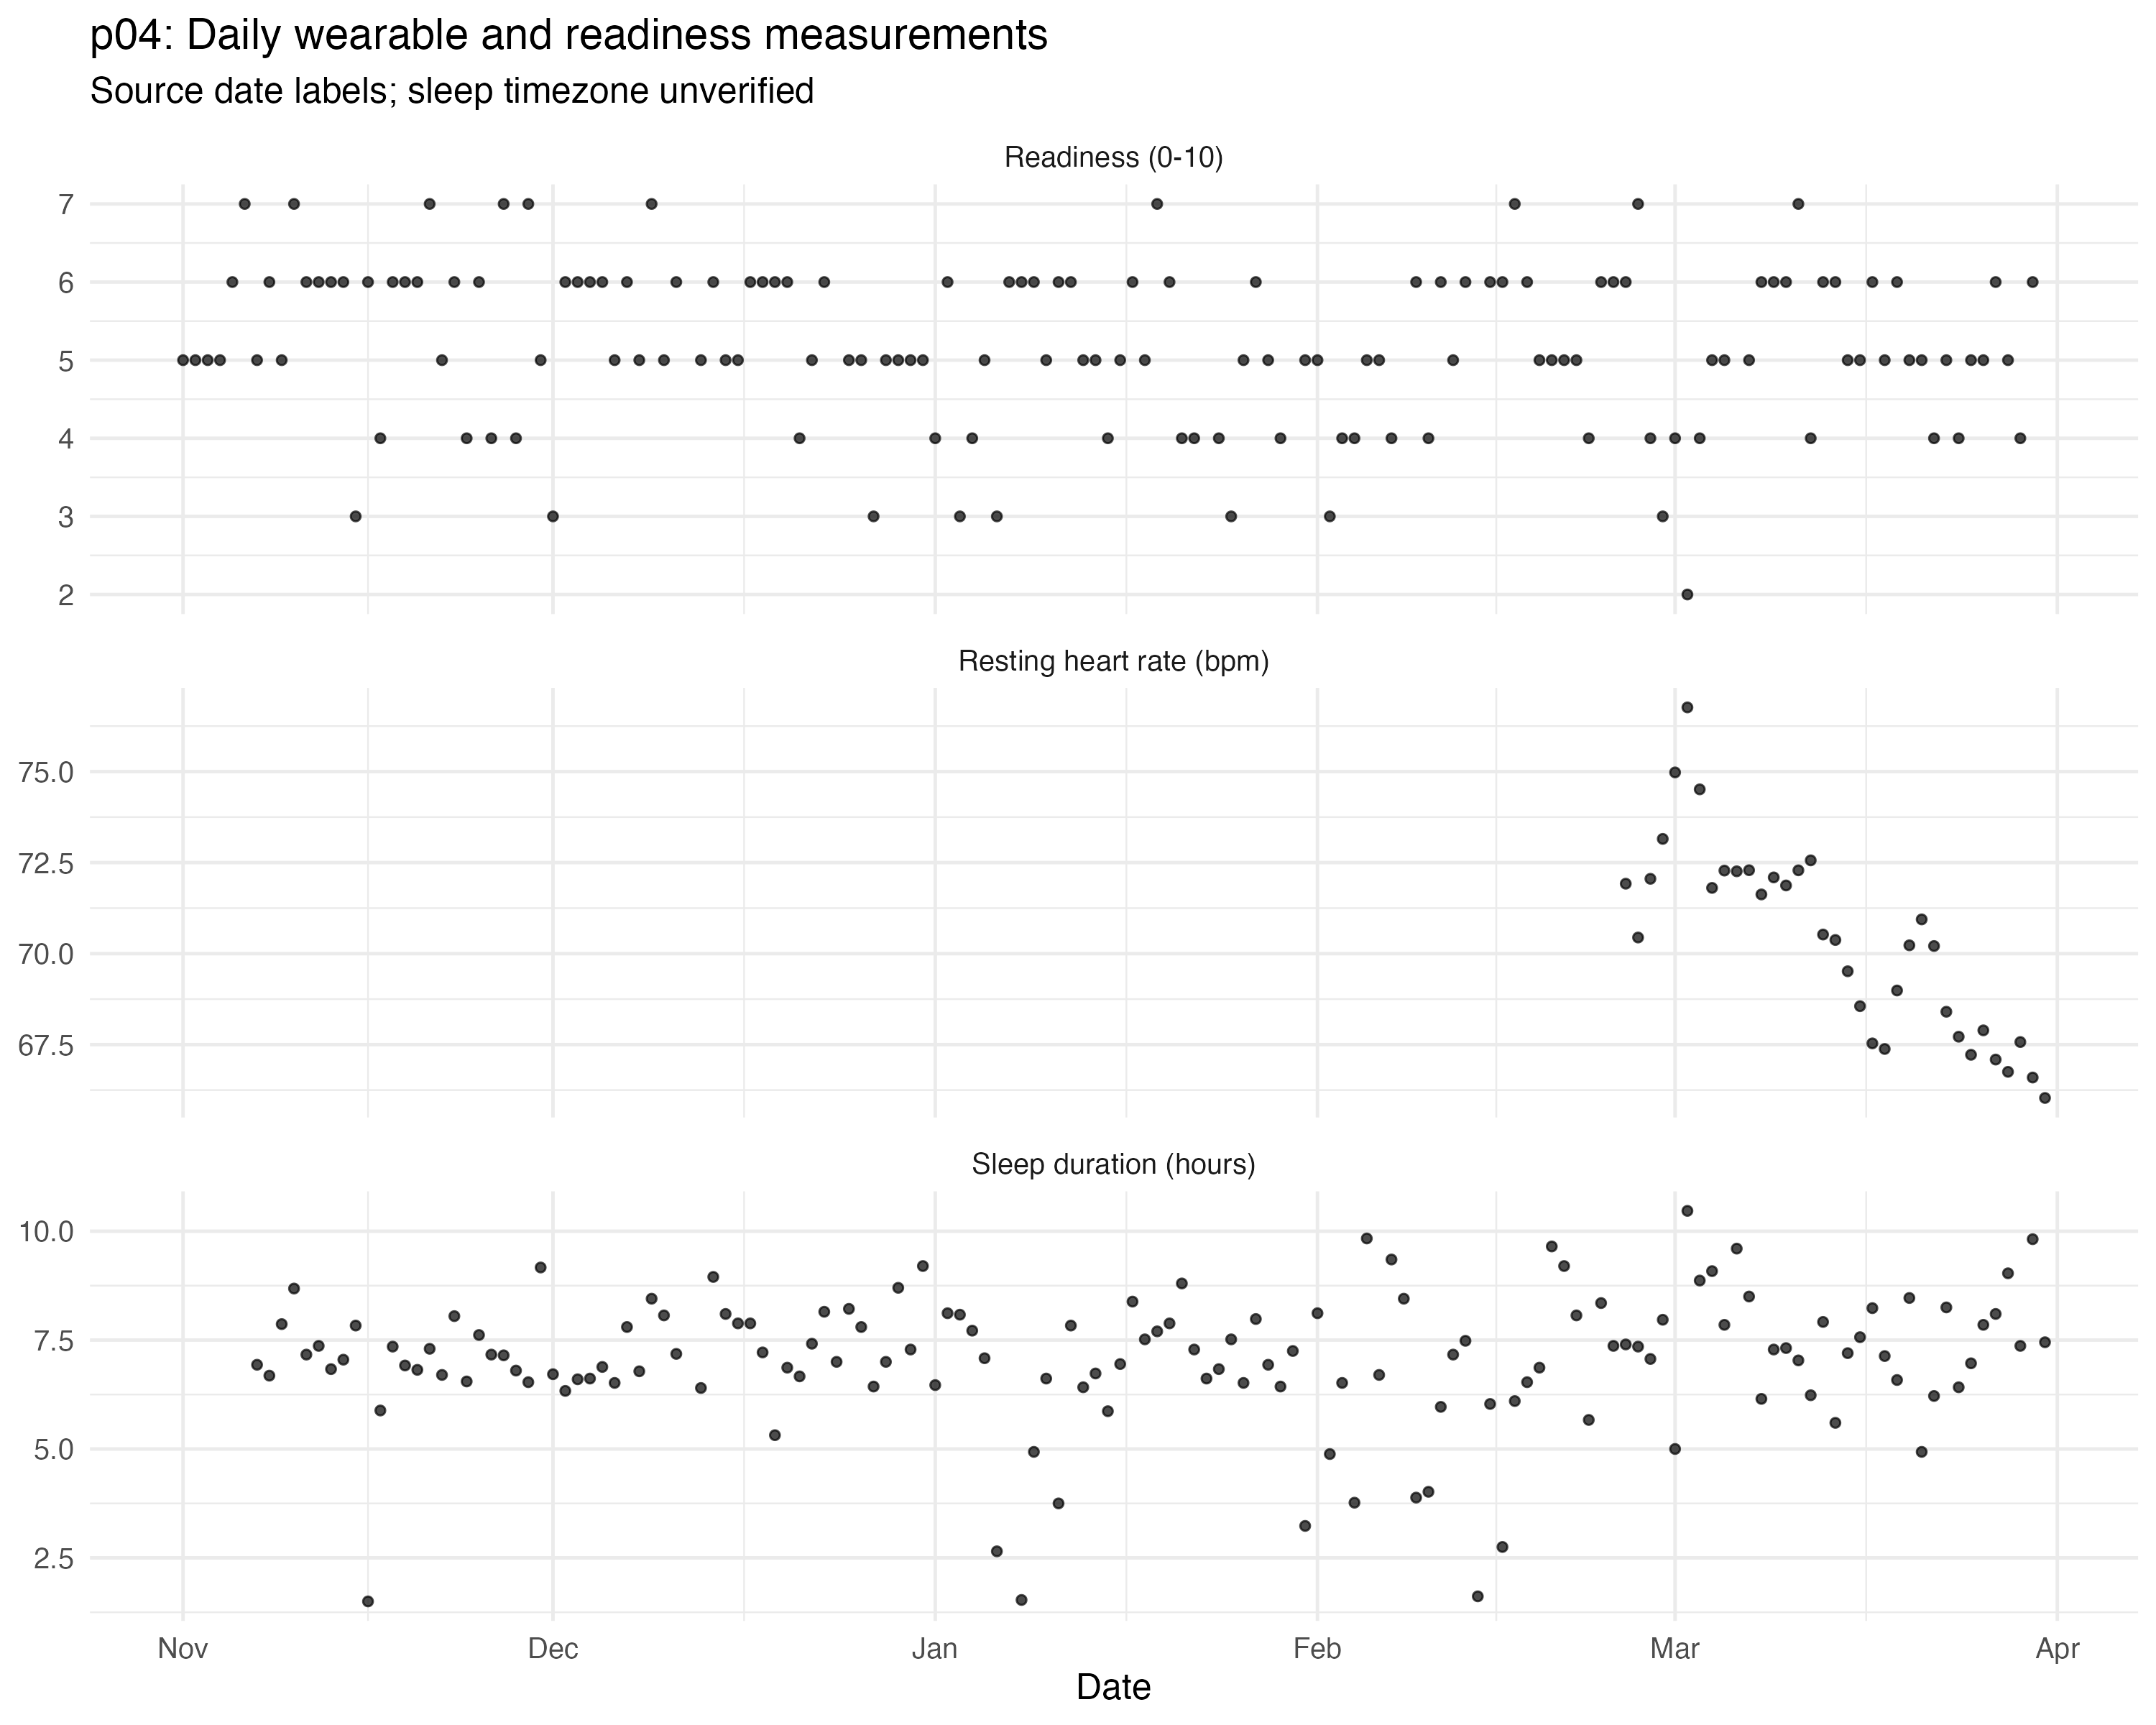 p04: Daily wearable and readiness measurements
Source date labels; sleep timezone unverified
Readiness (0-10)
7
6
5
4
3
2
Resting heart rate (bpm)
75.0
72.5
70.0
67.5
Sleep duration (hours)
10.0
7.5
5.0
2.5
Nov Dec Jan Feb Mar Apr
Date